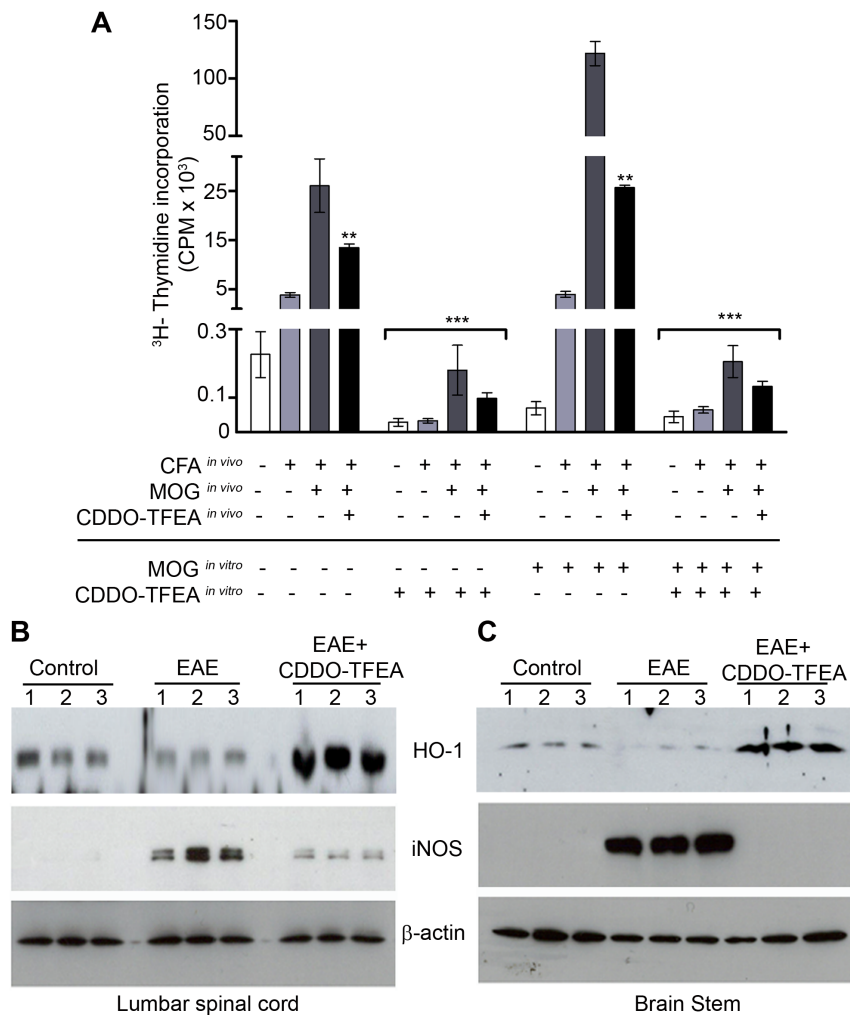 A
³H- Thymidine incorporation
(CPM x 10³)
150
100
50
25
15
5
0.3
0.1
0
**
***
**
***
CFA in vivo - + + + - + + + - + + + - + + +
MOG in vivo - - + + - - + + - - + + - - + +
CDDO-TFEA in vivo - - - + - - - + - - - + - - - +
MOG in vitro - - - - - - - - + + + + + + + +
CDDO-TFEA in vitro - - - - + + + + - - - - + + + +
B
Control EAE EAE+
CDDO-TFEA
1 2 3 1 2 3 1 2 3
C
Control EAE EAE+
CDDO-TFEA
1 2 3 1 2 3 1 2 3
HO-1
iNOS
β-actin
Lumbar spinal cord
Brain Stem